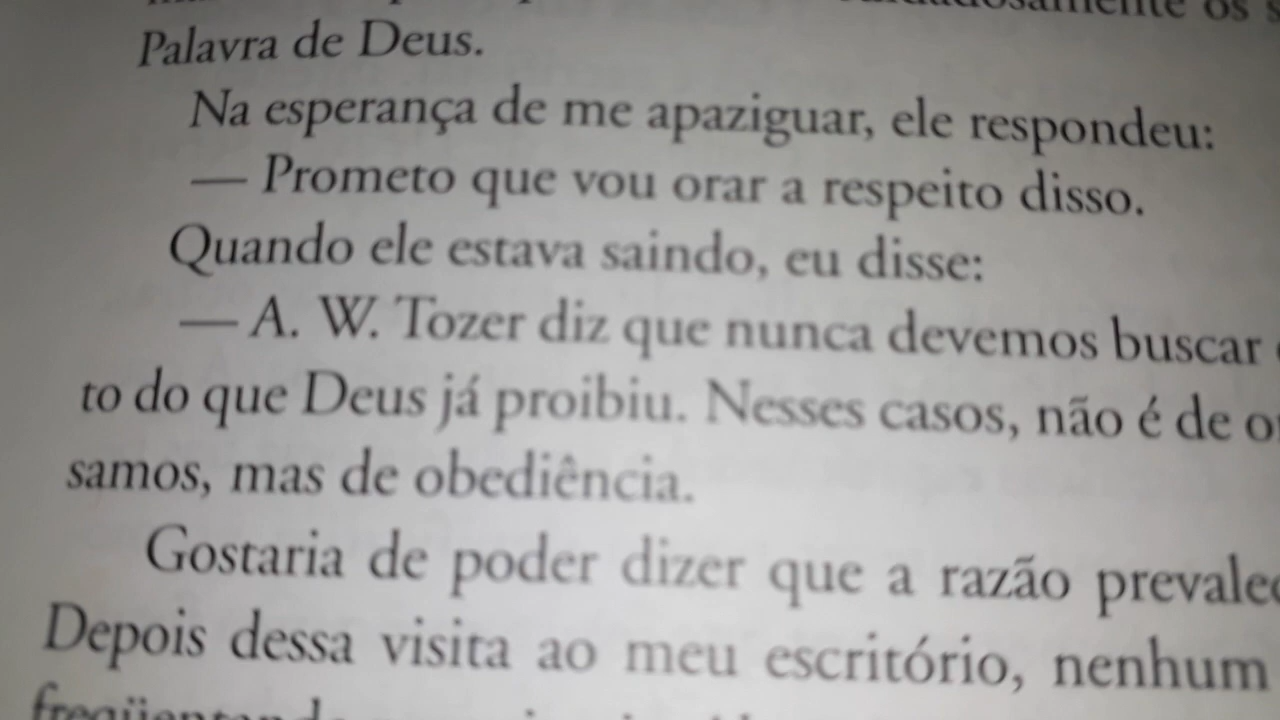 cuidadosamente os
Palavra de Deus.
Na esperança de me apaziguar, ele respondeu:
— Prometo que vou orar a respeito disso.
Quando ele estava saindo, eu disse:
— A. W. Tozer diz que nunca devemos buscar
to do que Deus já proibiu. Nesses casos, não é de
samos, mas de obediência.
Gostaria de poder dizer que a razão
Depois dessa visita ao meu escritório, nenhum